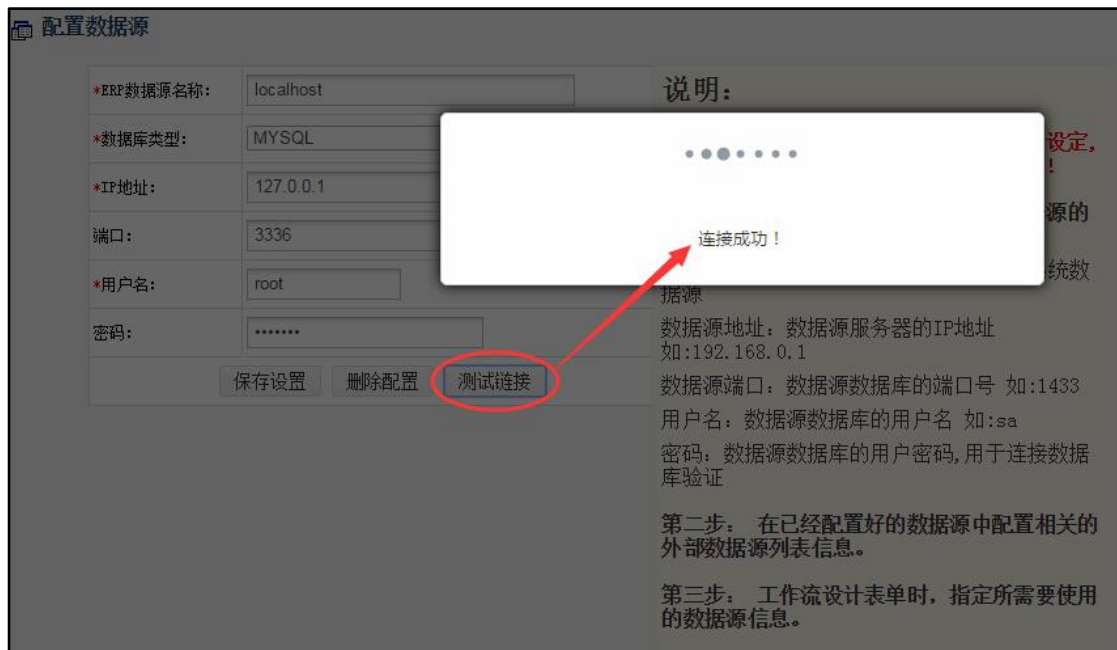 配置数据源
*ERP数据源名称: localhost
*数据库类型: MYSQL
*IP地址: 127.0.0.1
端口: 3336
*用户名: root
密码: •••••••
保存设置 删除配置 测试链接
连接成功！
说明：
设定，
！
源的
统数
据源
数据源地址：数据源服务器的IP地址
如:192.168.0.1
数据源端口：数据源数据库的端口号 如:1433
用户名：数据源数据库的用户名 如:sa
密码：数据源数据库的用户密码,用于连接数据
库验证
第二步： 在已经配置好的数据源中配置相关的
外部数据源列表信息。
第三步： 工作流设计表单时，指定所需要使用
的数据源信息。